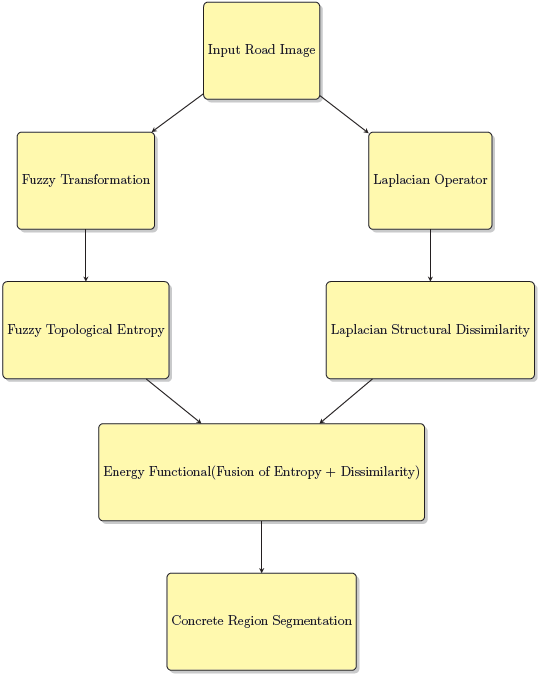 Input Road Image
Fuzzy Transformation
Laplacian Operator
Fuzzy Topological Entropy
Laplacian Structural Dissimilarity
Energy Functional(Fusion of Entropy + Dissimilarity)
Concrete Region Segmentation